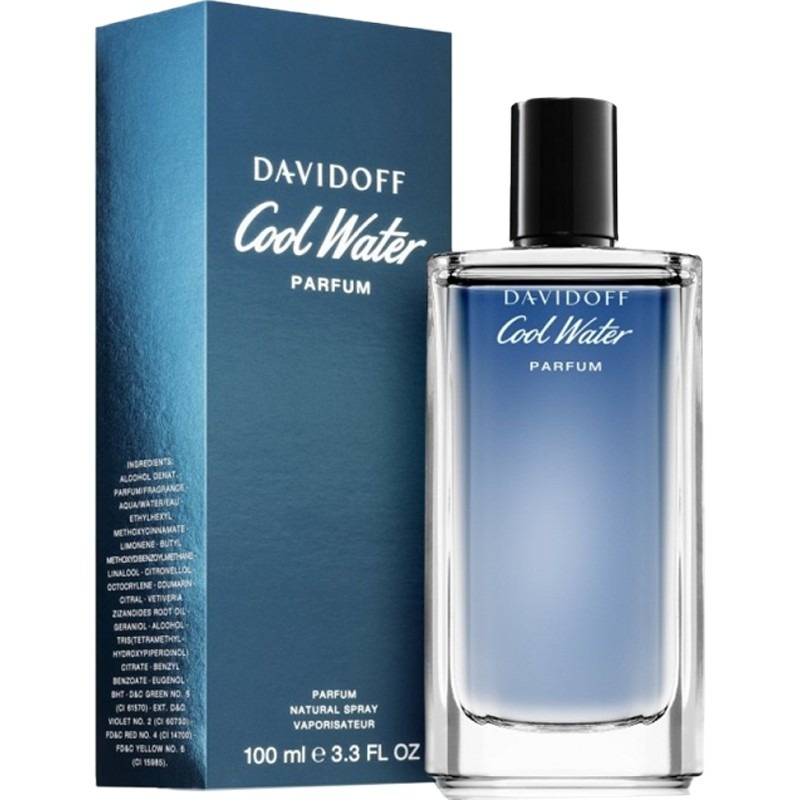 DAVIDOFF
Cool Water
PARFUM
INGREDIENTS:
ALCOHOL DENAT. -
PARFUM/FRAGRANCE -
AQUA/WATER/EAU -
ETHYLHEXYL
METHOXYCINNAMATE -
LIMONENE - BUTYL
METHOXYDIBENZOYLMETHANE -
LINALOOL - CITRONELLOL -
OCTOCRYLENE - COUMARIN -
CITRAL - VETIVERIA
ZIZANOIDES ROOT OIL -
GERANIOL - ALCOHOL -
TRIS(TETRAMETHYL-
HYDROXYPIPERIDINOL)
CITRATE - BENZYL
BENZOATE - EUGENOL -
BHT - D&C GREEN NO. 5
(CI 61570) - EXT. D&C
VIOLET NO. 2 (CI 60730) -
FD&C RED NO. 4 (CI 14700)
FD&C YELLOW NO. 6
(CI 15985).
PARFUM
NATURAL SPRAY
VAPORISATEUR
100 ml e 3.3 FL OZ
DAVIDOFF
Cool Water
PARFUM